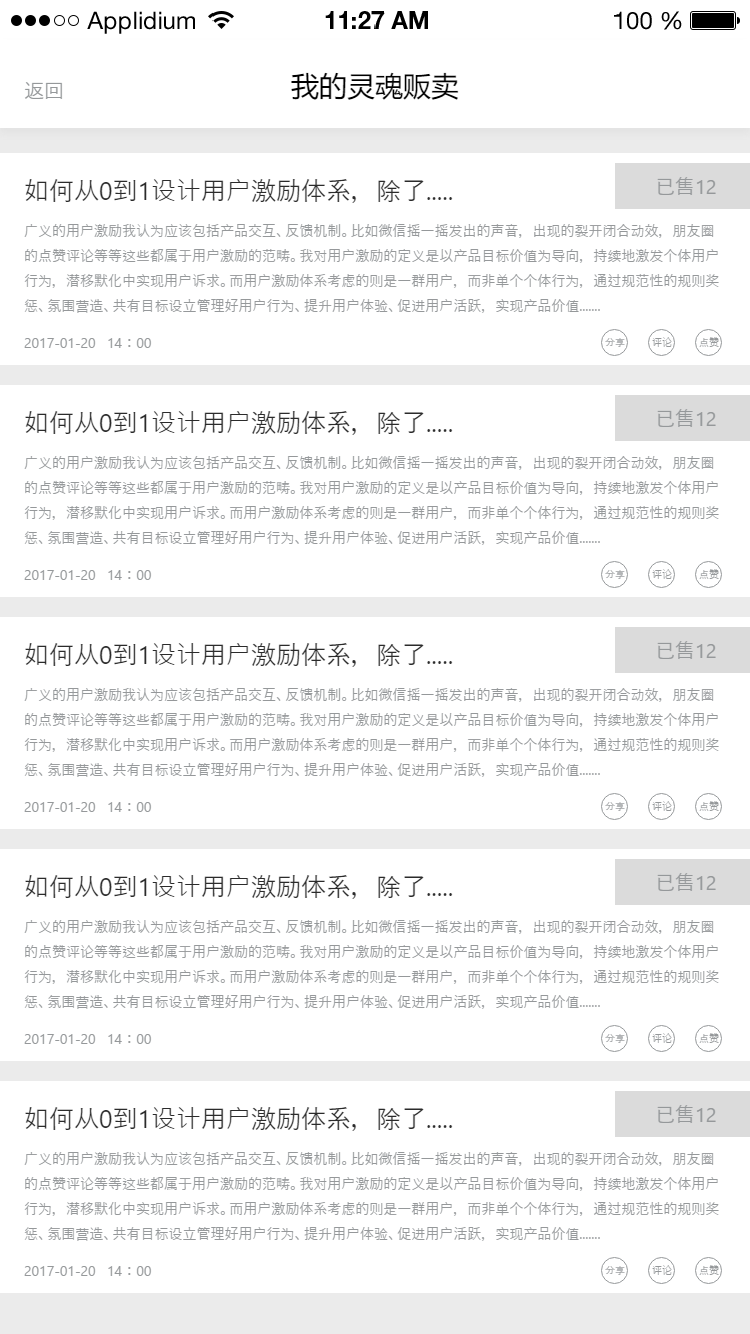 Applidium 11:27 AM 100 %
返回 我的灵魂贩卖
如何从0到1设计用户激励体系，除了..... 已售12
广义的用户激励我认为应该包括产品交互、反馈机制。比如微信摇一摇发出的声音，出现的裂开闭合动效，朋友圈
的点赞评论等等这些都属于用户激励的范畴。我对用户激励的定义是以产品目标价值为导向，持续地激发个体用户
行为，潜移默化中实现用户诉求。而用户激励体系考虑的则是一群用户，而非单个个体行为，通过规范性的规则奖
惩、氛围营造、共有目标设立管理好用户行为、提升用户体验、促进用户活跃，实现产品价值.......
2017-01-20 14：00 分享 评论 点赞
如何从0到1设计用户激励体系，除了..... 已售12
广义的用户激励我认为应该包括产品交互、反馈机制。比如微信摇一摇发出的声音，出现的裂开闭合动效，朋友圈
的点赞评论等等这些都属于用户激励的范畴。我对用户激励的定义是以产品目标价值为导向，持续地激发个体用户
行为，潜移默化中实现用户诉求。而用户激励体系考虑的则是一群用户，而非单个个体行为，通过规范性的规则奖
惩、氛围营造、共有目标设立管理好用户行为、提升用户体验、促进用户活跃，实现产品价值.......
2017-01-20 14：00 分享 评论 点赞
如何从0到1设计用户激励体系，除了..... 已售12
广义的用户激励我认为应该包括产品交互、反馈机制。比如微信摇一摇发出的声音，出现的裂开闭合动效，朋友圈
的点赞评论等等这些都属于用户激励的范畴。我对用户激励的定义是以产品目标价值为导向，持续地激发个体用户
行为，潜移默化中实现用户诉求。而用户激励体系考虑的则是一群用户，而非单个个体行为，通过规范性的规则奖
惩、氛围营造、共有目标设立管理好用户行为、提升用户体验、促进用户活跃，实现产品价值.......
2017-01-20 14：00 分享 评论 点赞
如何从0到1设计用户激励体系，除了..... 已售12
广义的用户激励我认为应该包括产品交互、反馈机制。比如微信摇一摇发出的声音，出现的裂开闭合动效，朋友圈
的点赞评论等等这些都属于用户激励的范畴。我对用户激励的定义是以产品目标价值为导向，持续地激发个体用户
行为，潜移默化中实现用户诉求。而用户激励体系考虑的则是一群用户，而非单个个体行为，通过规范性的规则奖
惩、氛围营造、共有目标设立管理好用户行为、提升用户体验、促进用户活跃，实现产品价值.......
2017-01-20 14：00 分享 评论 点赞
如何从0到1设计用户激励体系，除了..... 已售12
广义的用户激励我认为应该包括产品交互、反馈机制。比如微信摇一摇发出的声音，出现的裂开闭合动效，朋友圈
的点赞评论等等这些都属于用户激励的范畴。我对用户激励的定义是以产品目标价值为导向，持续地激发个体用户
行为，潜移默化中实现用户诉求。而用户激励体系考虑的则是一群用户，而非单个个体行为，通过规范性的规则奖
惩、氛围营造、共有目标设立管理好用户行为、提升用户体验、促进用户活跃，实现产品价值.......
2017-01-20 14：00 分享 评论 点赞